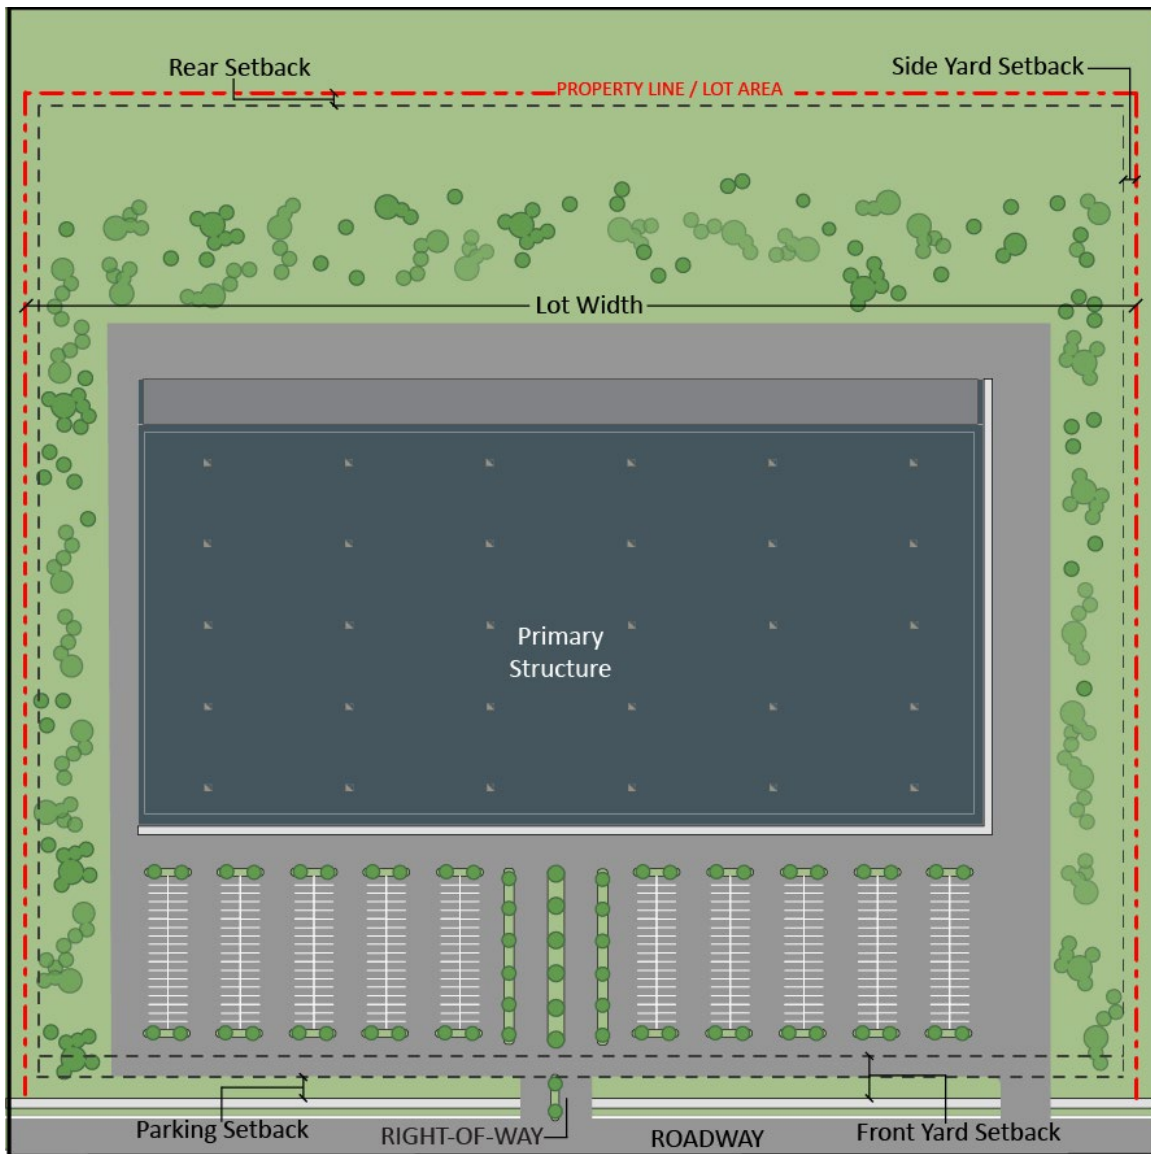 Rear Setback
Side Yard Setback
PROPERTY LINE / LOT AREA
Lot Width
Primary
Structure
Parking Setback
RIGHT-OF-WAY
ROADWAY
Front Yard Setback